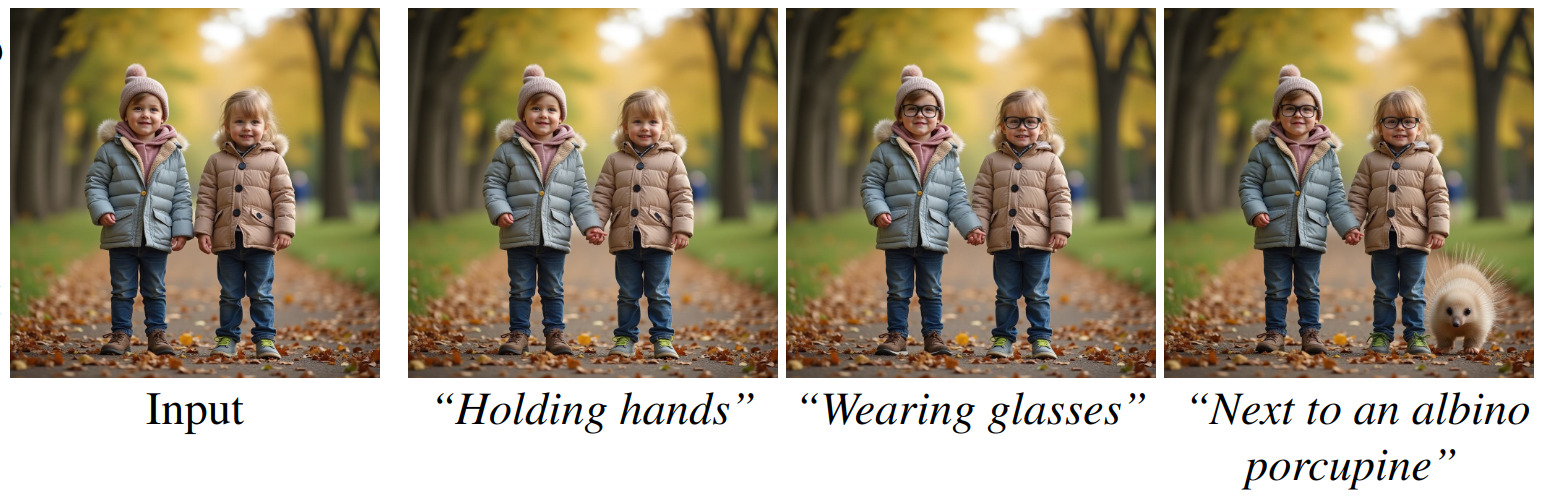 Input
“Holding hands”
“Wearing glasses”
“Next to an albino
porcupine”